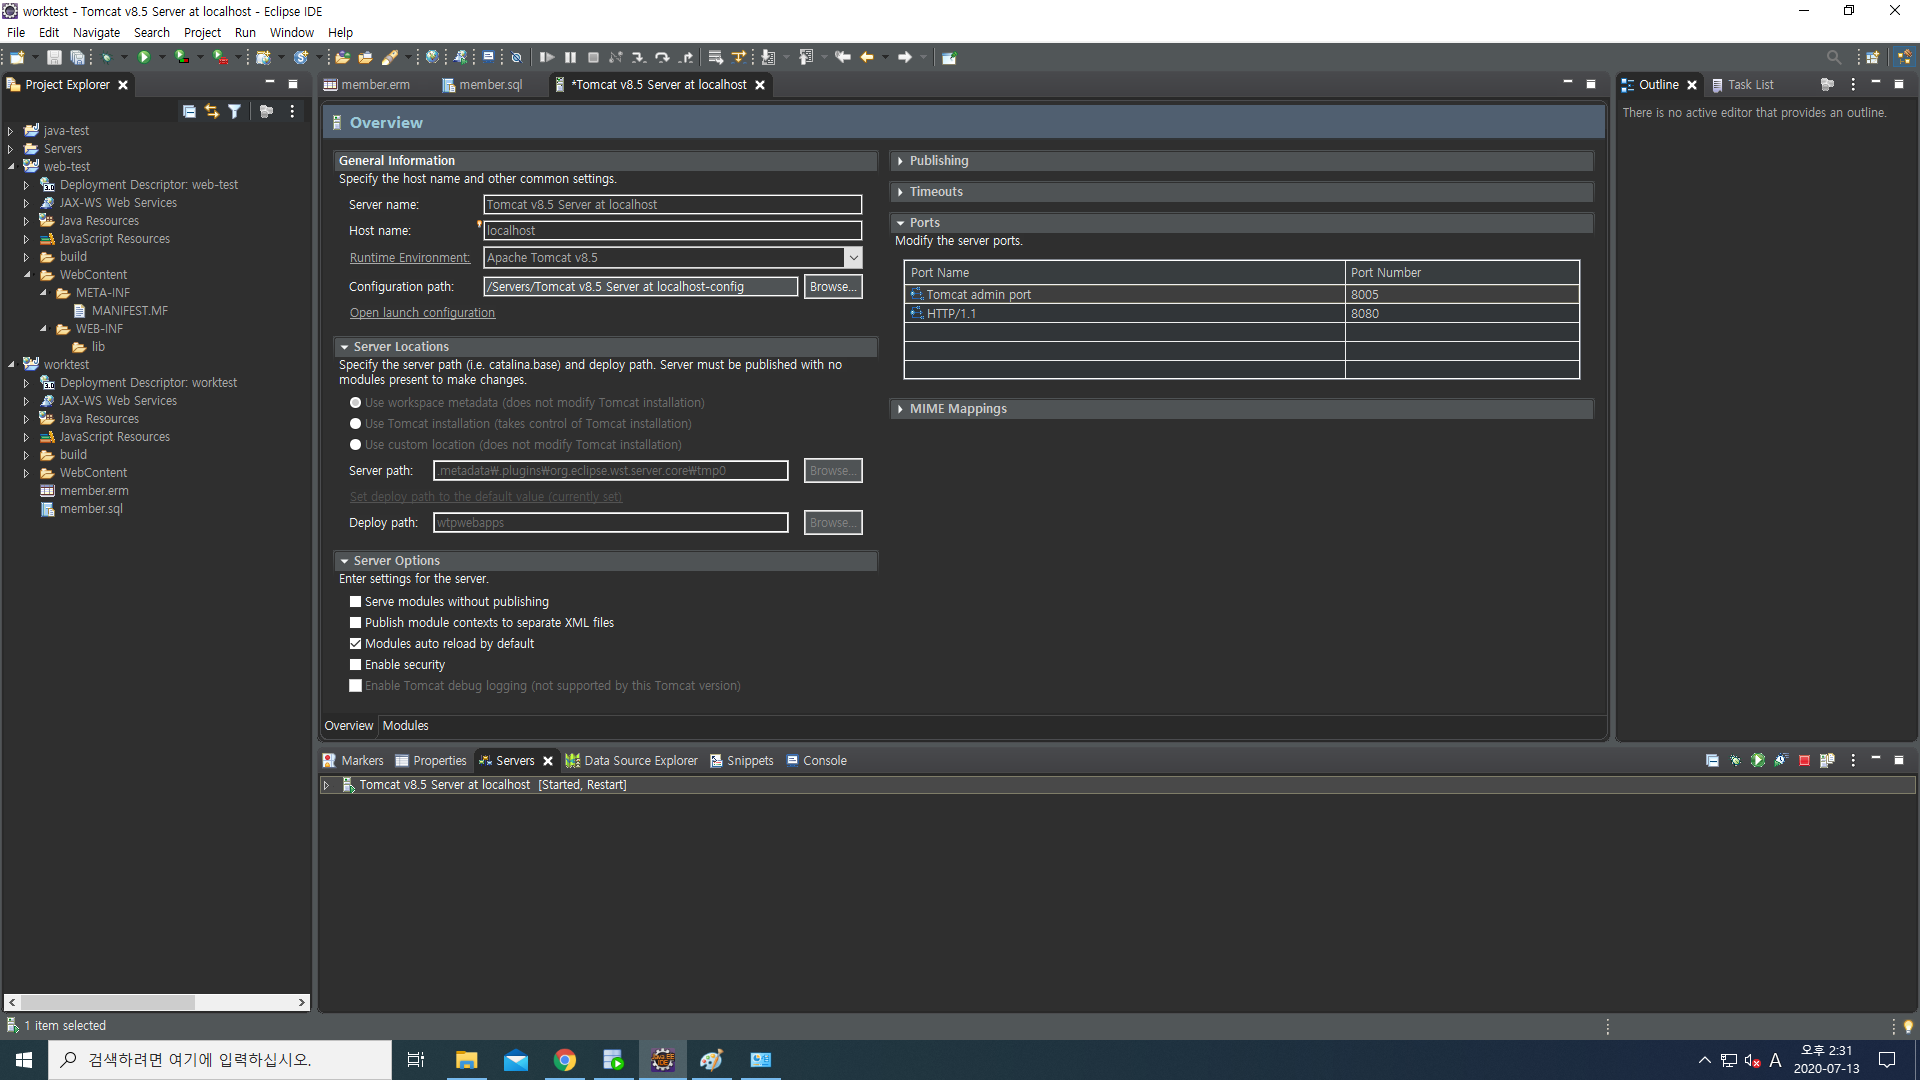 worktest - Tomcat v8.5 Server at localhost - Eclipse IDE
File Edit Navigate Search Project Run Window Help
Project Explorer
java-test
Servers
web-test
Deployment Descriptor: web-test
JAX-WS Web Services
Java Resources
JavaScript Resources
build
WebContent
META-INF
MANIFEST.MF
WEB-INF
lib
worktest
Deployment Descriptor: worktest
JAX-WS Web Services
Java Resources
JavaScript Resources
build
WebContent
member.erm
member.sql
member.erm member.sql *Tomcat v8.5 Server at localhost
Overview
General Information
Specify the host name and other common settings.
Server name: Tomcat v8.5 Server at localhost
Host name: localhost
Runtime Environment: Apache Tomcat v8.5
Configuration path: /Servers/Tomcat v8.5 Server at localhost-config Browse...
Open launch configuration
Server Locations
Specify the server path (i.e. catalina.base) and deploy path. Server must be published with no
modules present to make changes.
Use workspace metadata (does not modify Tomcat installation)
Use Tomcat installation (takes control of Tomcat installation)
Use custom location (does not modify Tomcat installation)
Server path: .metadata₩.plugins₩org.eclipse.wst.server.core₩tmp0 Browse...
Set deploy path to the default value (currently set)
Deploy path: wtpwebapps Browse...
Server Options
Enter settings for the server.
Serve modules without publishing
Publish module contexts to separate XML files
Modules auto reload by default
Enable security
Enable Tomcat debug logging (not supported by this Tomcat version)
Publishing
Timeouts
Ports
Modify the server ports.
Port Name Port Number
Tomcat admin port 8005
HTTP/1.1 8080
MIME Mappings
Overview Modules
Outline Task List
There is no active editor that provides an outline.
Markers Properties Servers Data Source Explorer Snippets Console
Tomcat v8.5 Server at localhost [Started, Restart]
1 item selected
검색하려면 여기에 입력하십시오.
A
오후 2:31
2020-07-13